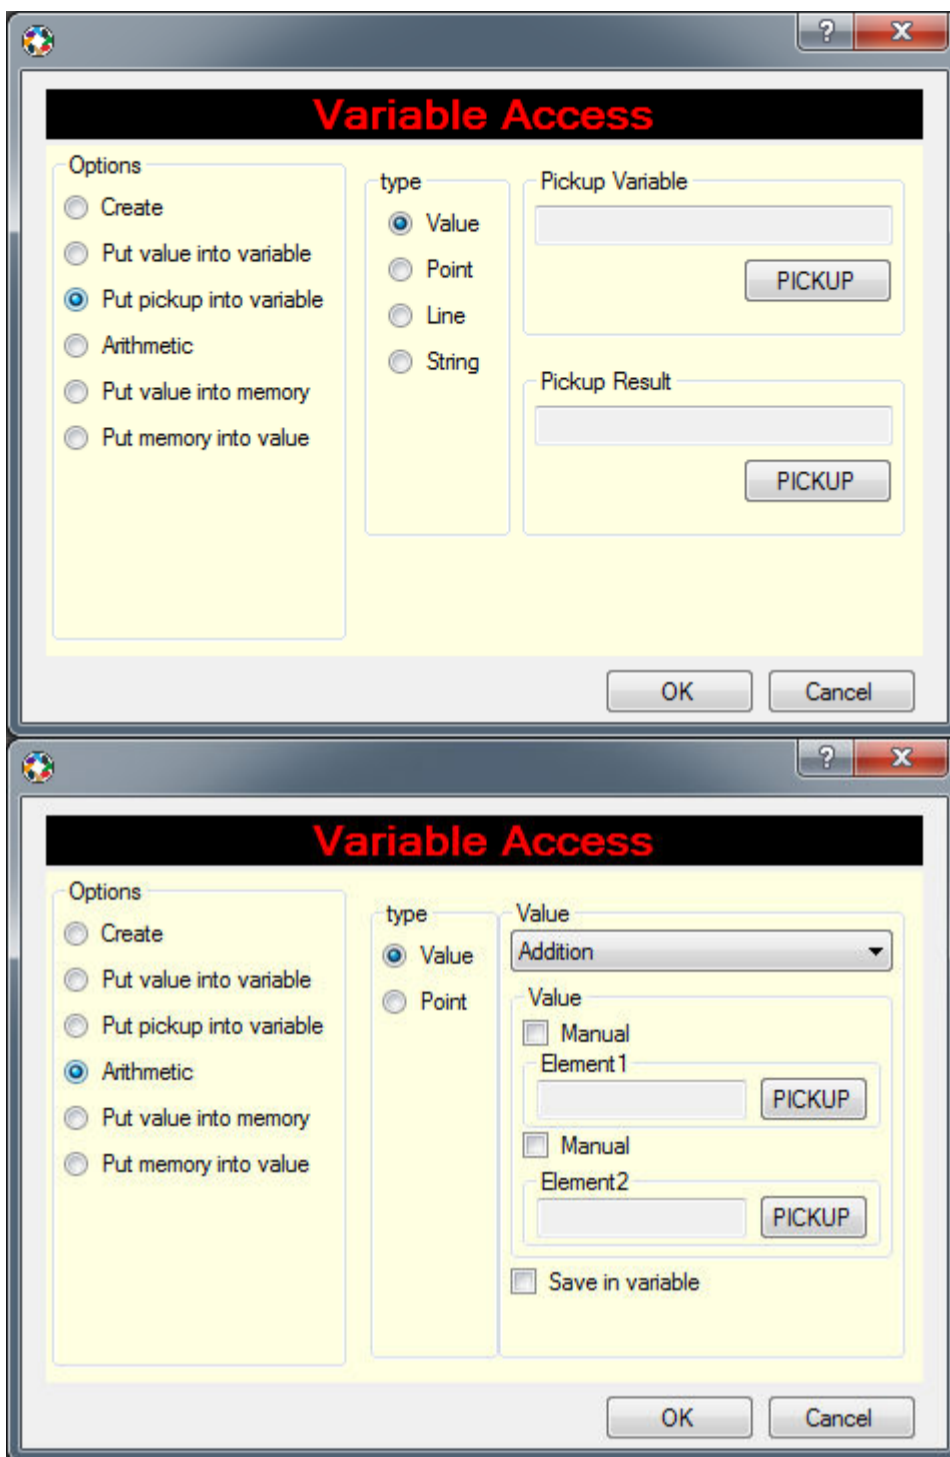 ?
X
Variable Access
Options
Create
Put value into variable
Put pickup into variable
Arithmetic
Put value into memory
Put memory into value
type
Value
Point
Line
String
Pickup Variable
PICKUP
Pickup Result
PICKUP
OK
Cancel
?
X
Variable Access
Options
Create
Put value into variable
Put pickup into variable
Arithmetic
Put value into memory
Put memory into value
type
Value
Point
Value
Addition
Value
Manual
Element1
PICKUP
Manual
Element2
PICKUP
Save in variable
OK
Cancel